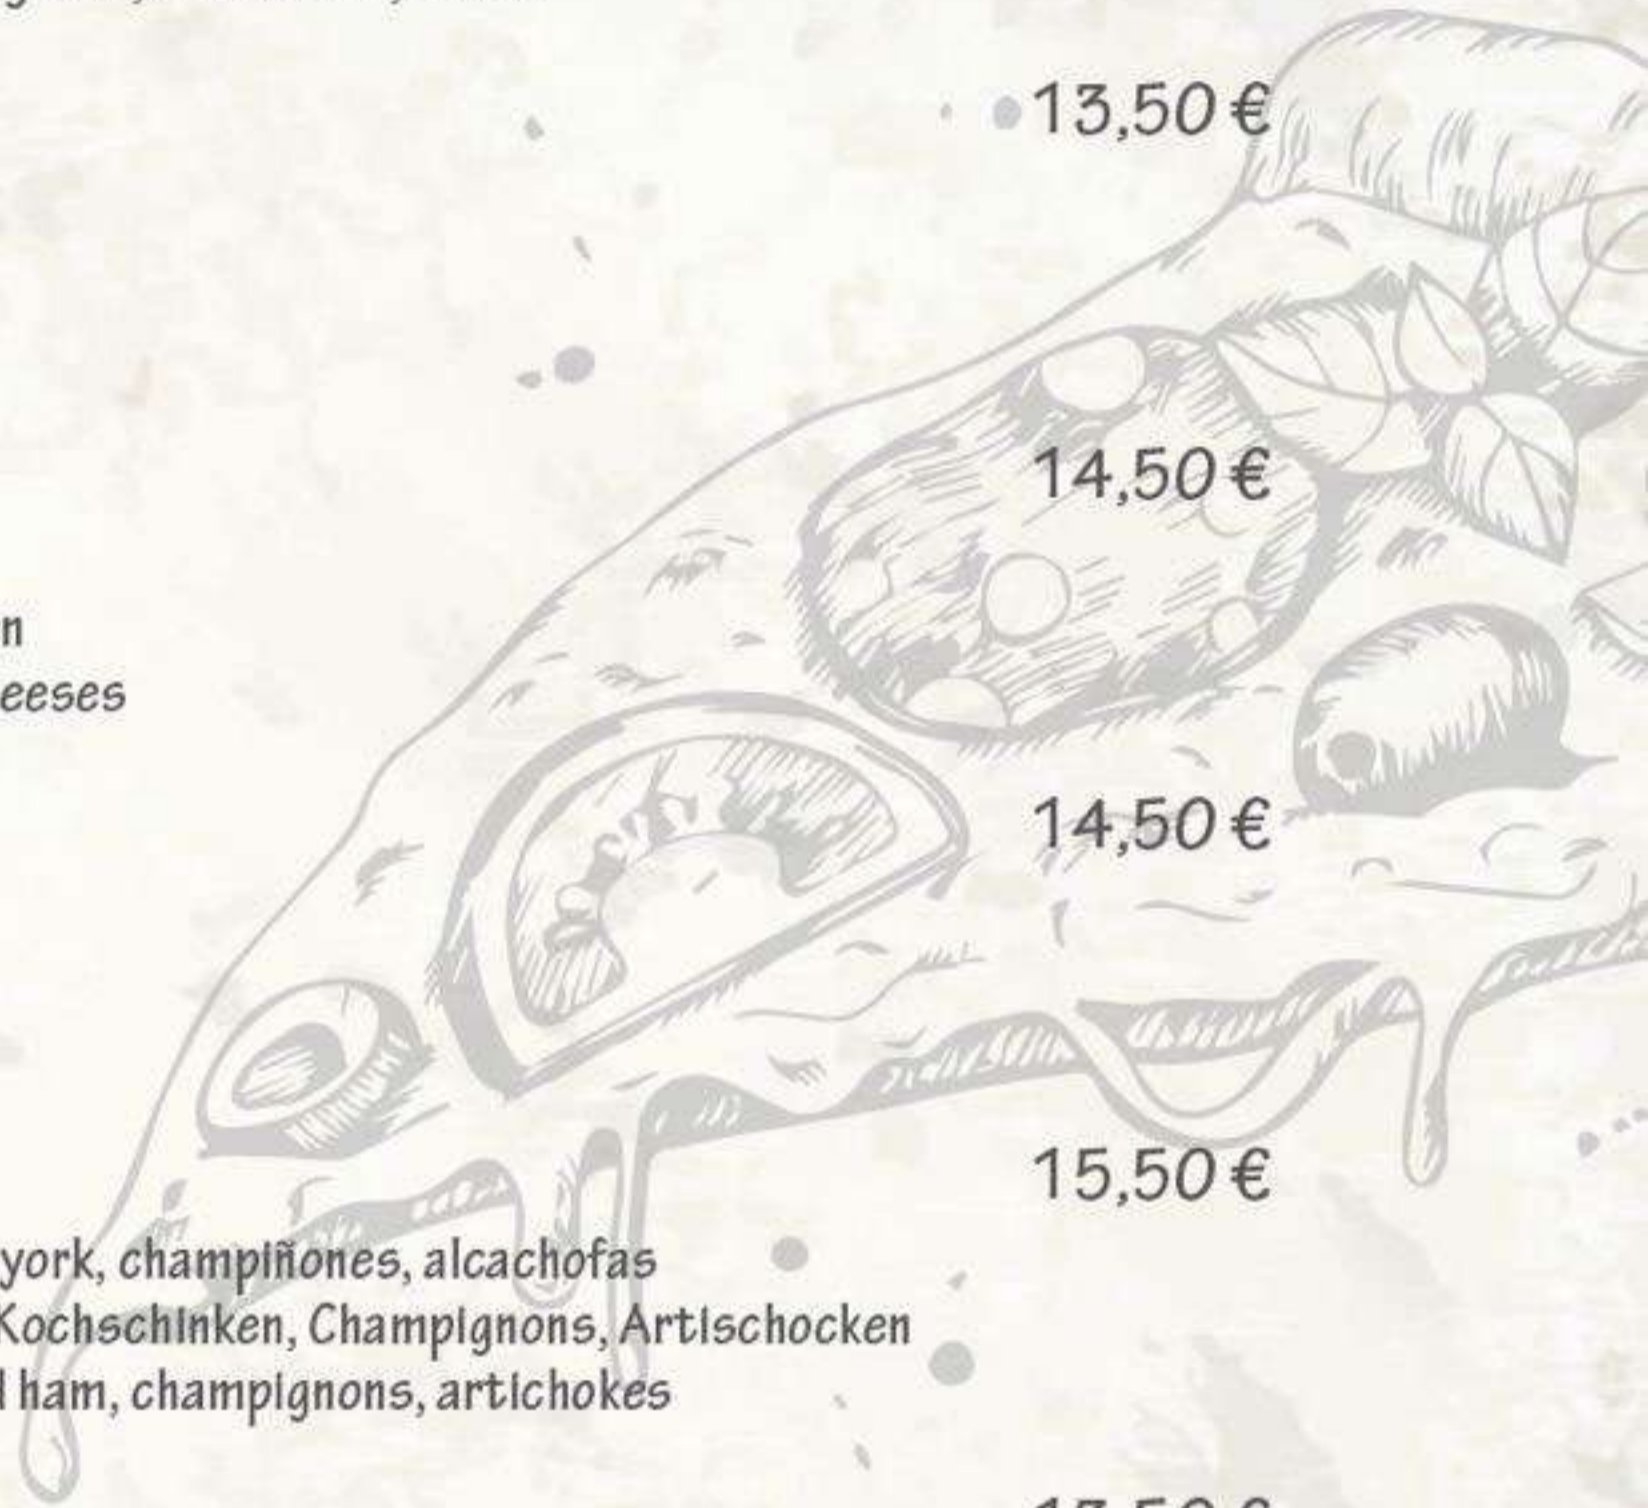 13,50 €
14,50 €
n
eeses
14,50 €
15,50 €
york, champiñones, alcachofas
Kochschinken, Champignons, Artischocken
ham, champignons, artichokes